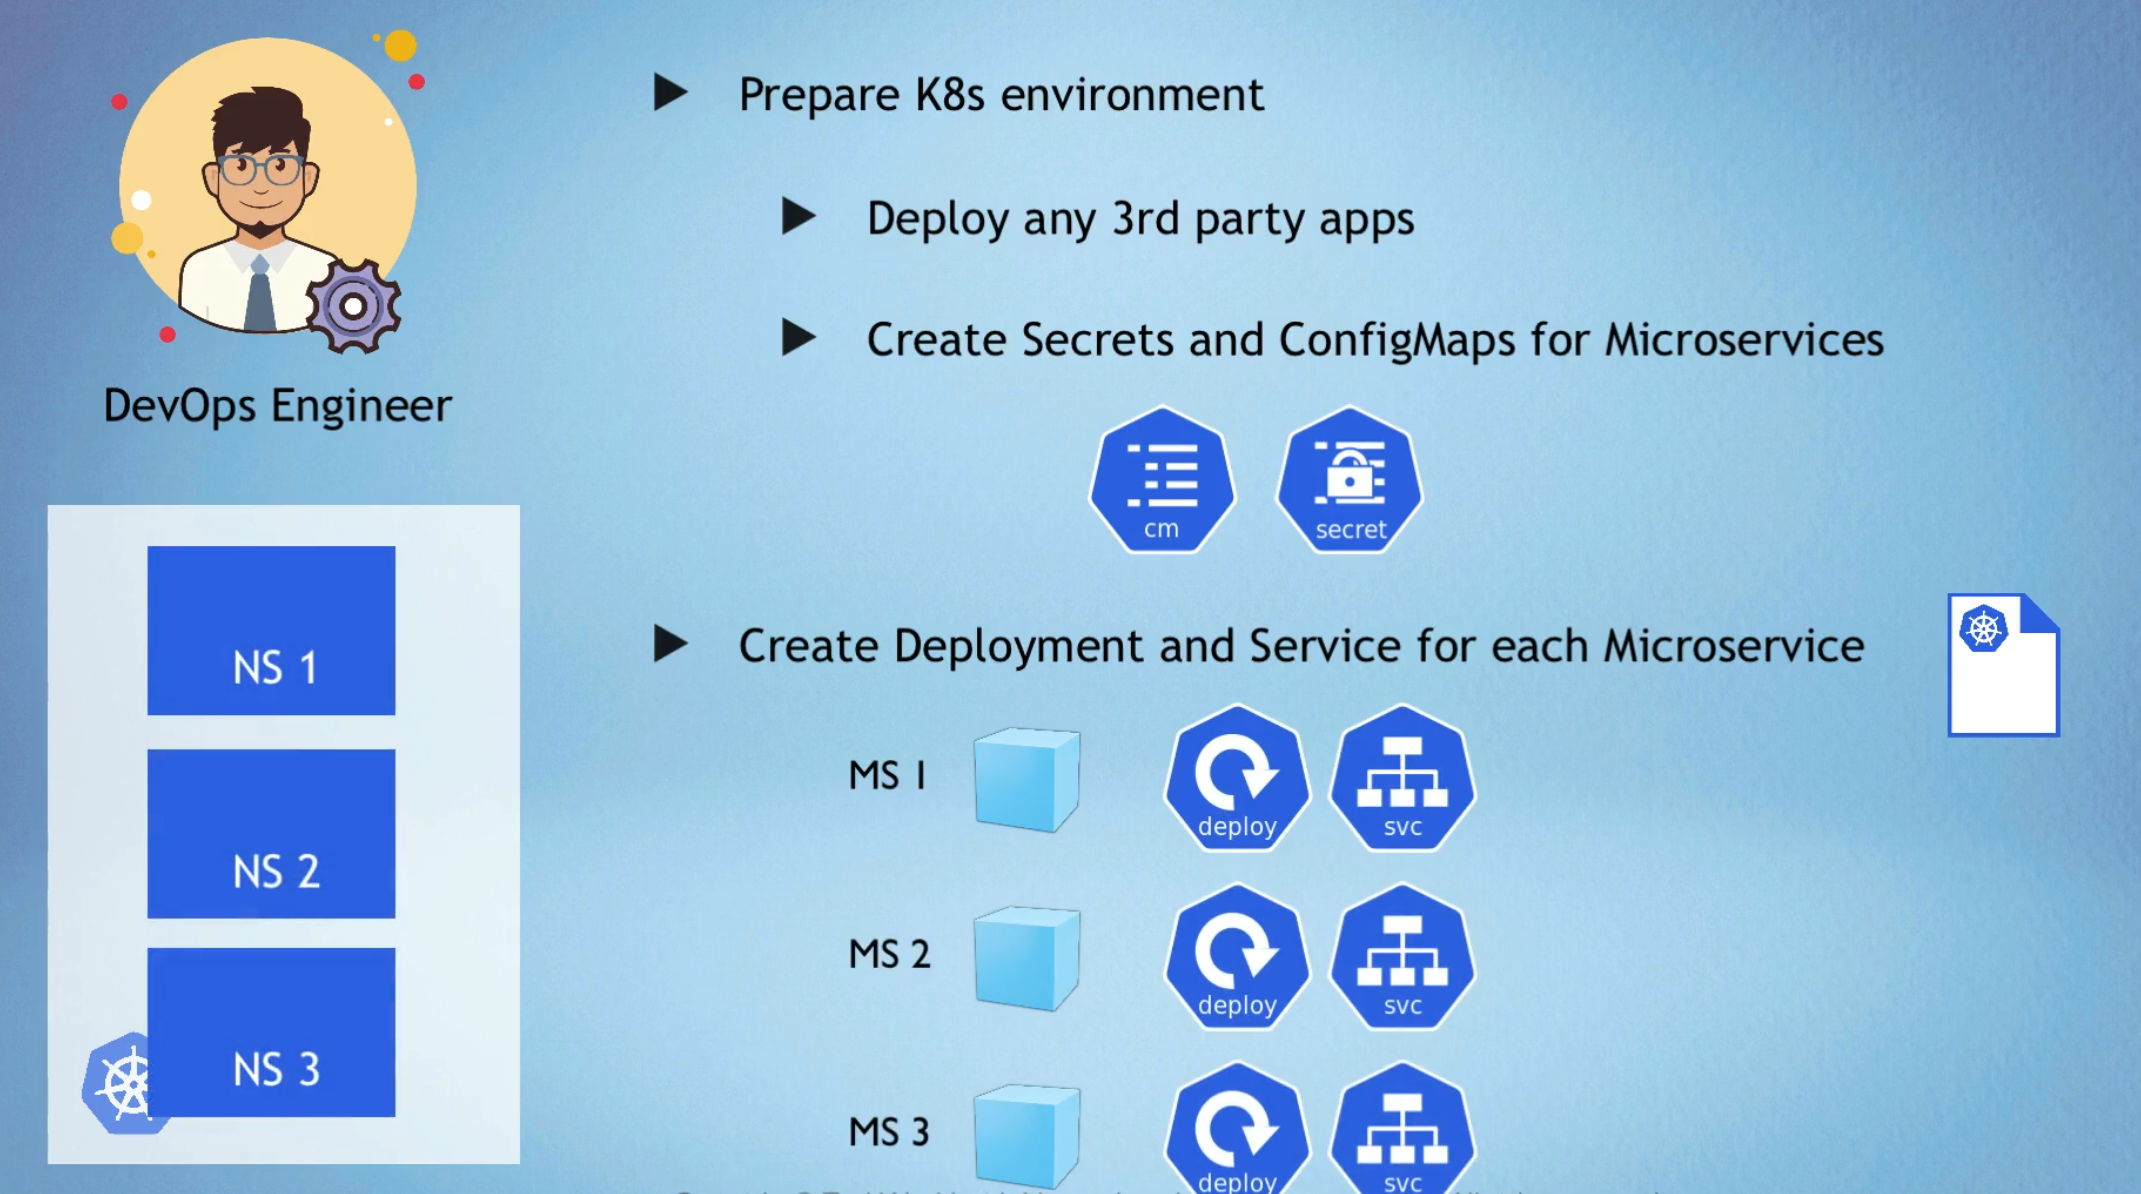 Prepare K8s environment
Deploy any 3rd party apps
Create Secrets and ConfigMaps for Microservices
DevOps Engineer
cm
secret
NS 1
Create Deployment and Service for each Microservice
MS 1
deploy
svc
NS 2
MS 2
deploy
svc
NS 3
MS 3
deploy
svc